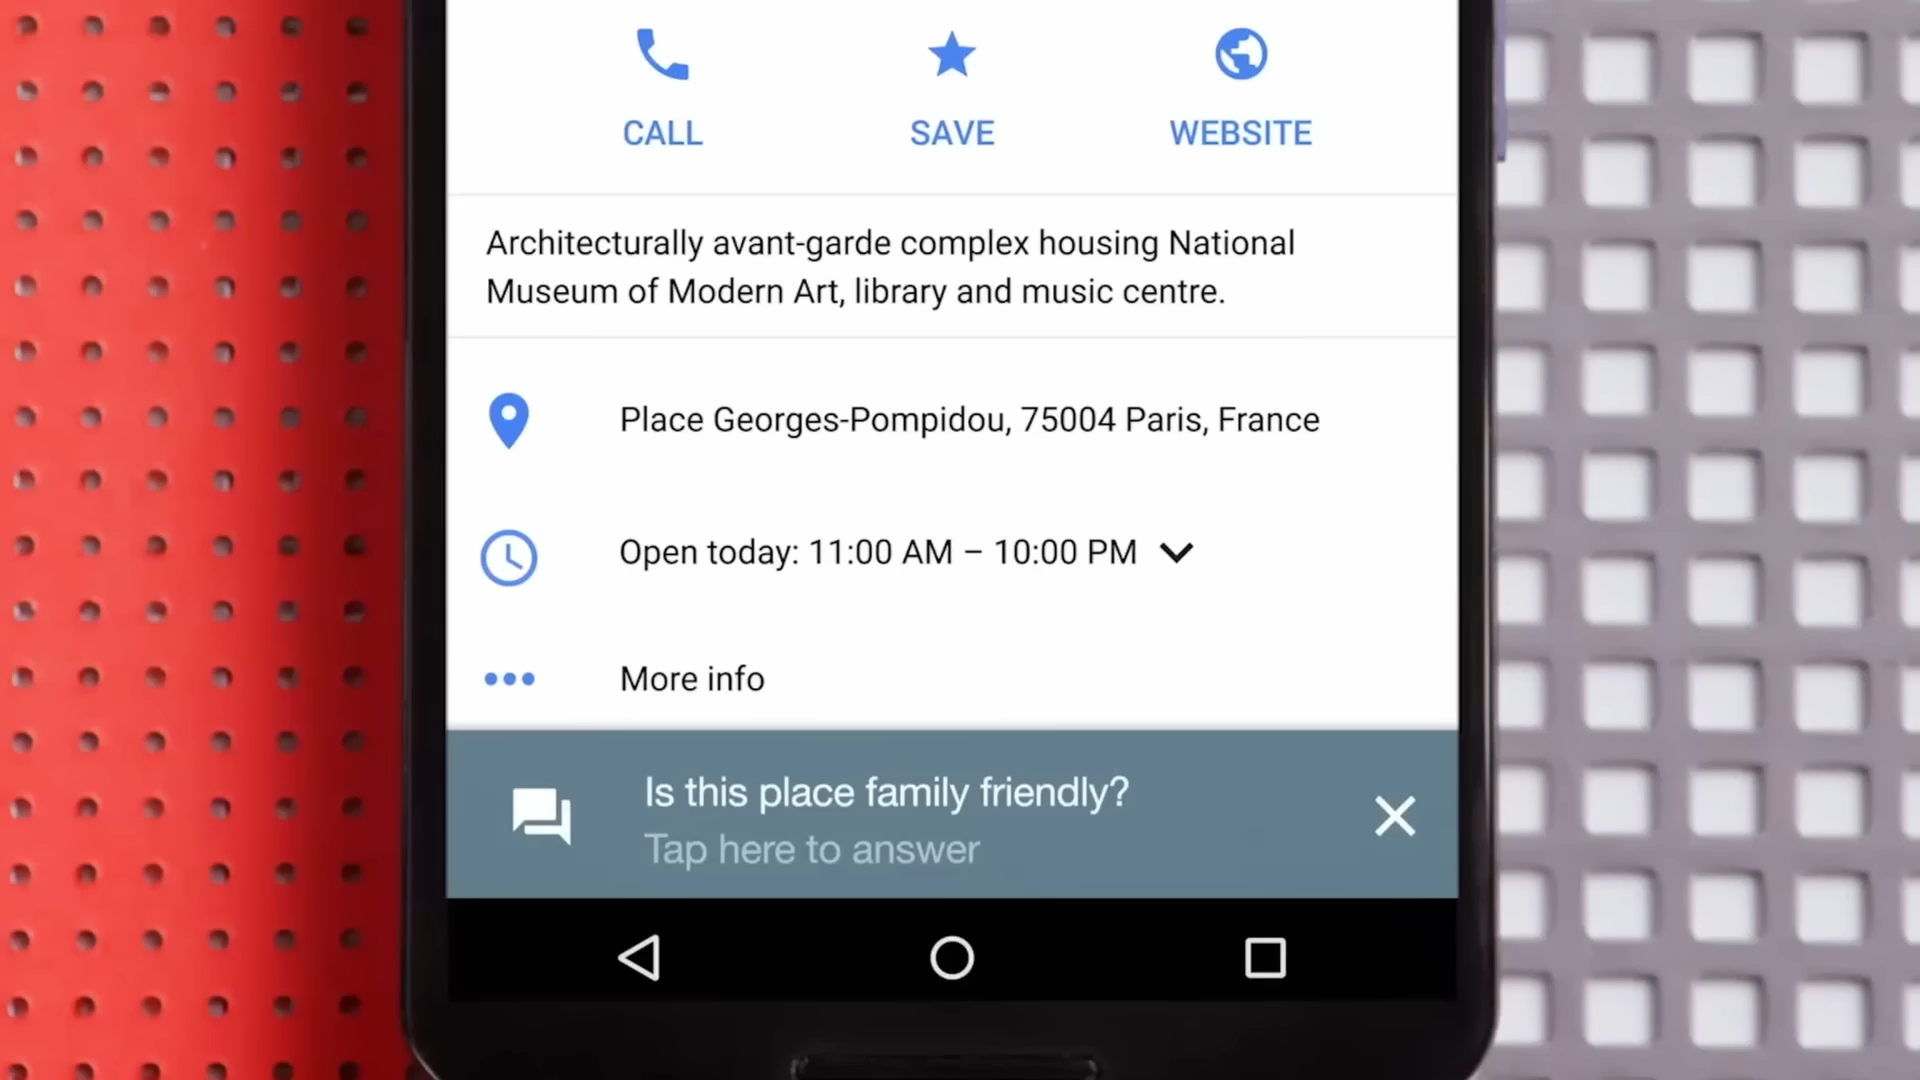 CALL
SAVE
WEBSITE
Architecturally avant-garde complex housing National
Museum of Modern Art, library and music centre.
Place Georges-Pompidou, 75004 Paris, France
Open today: 11:00 AM – 10:00 PM
More info
Is this place family friendly?
Tap here to answer